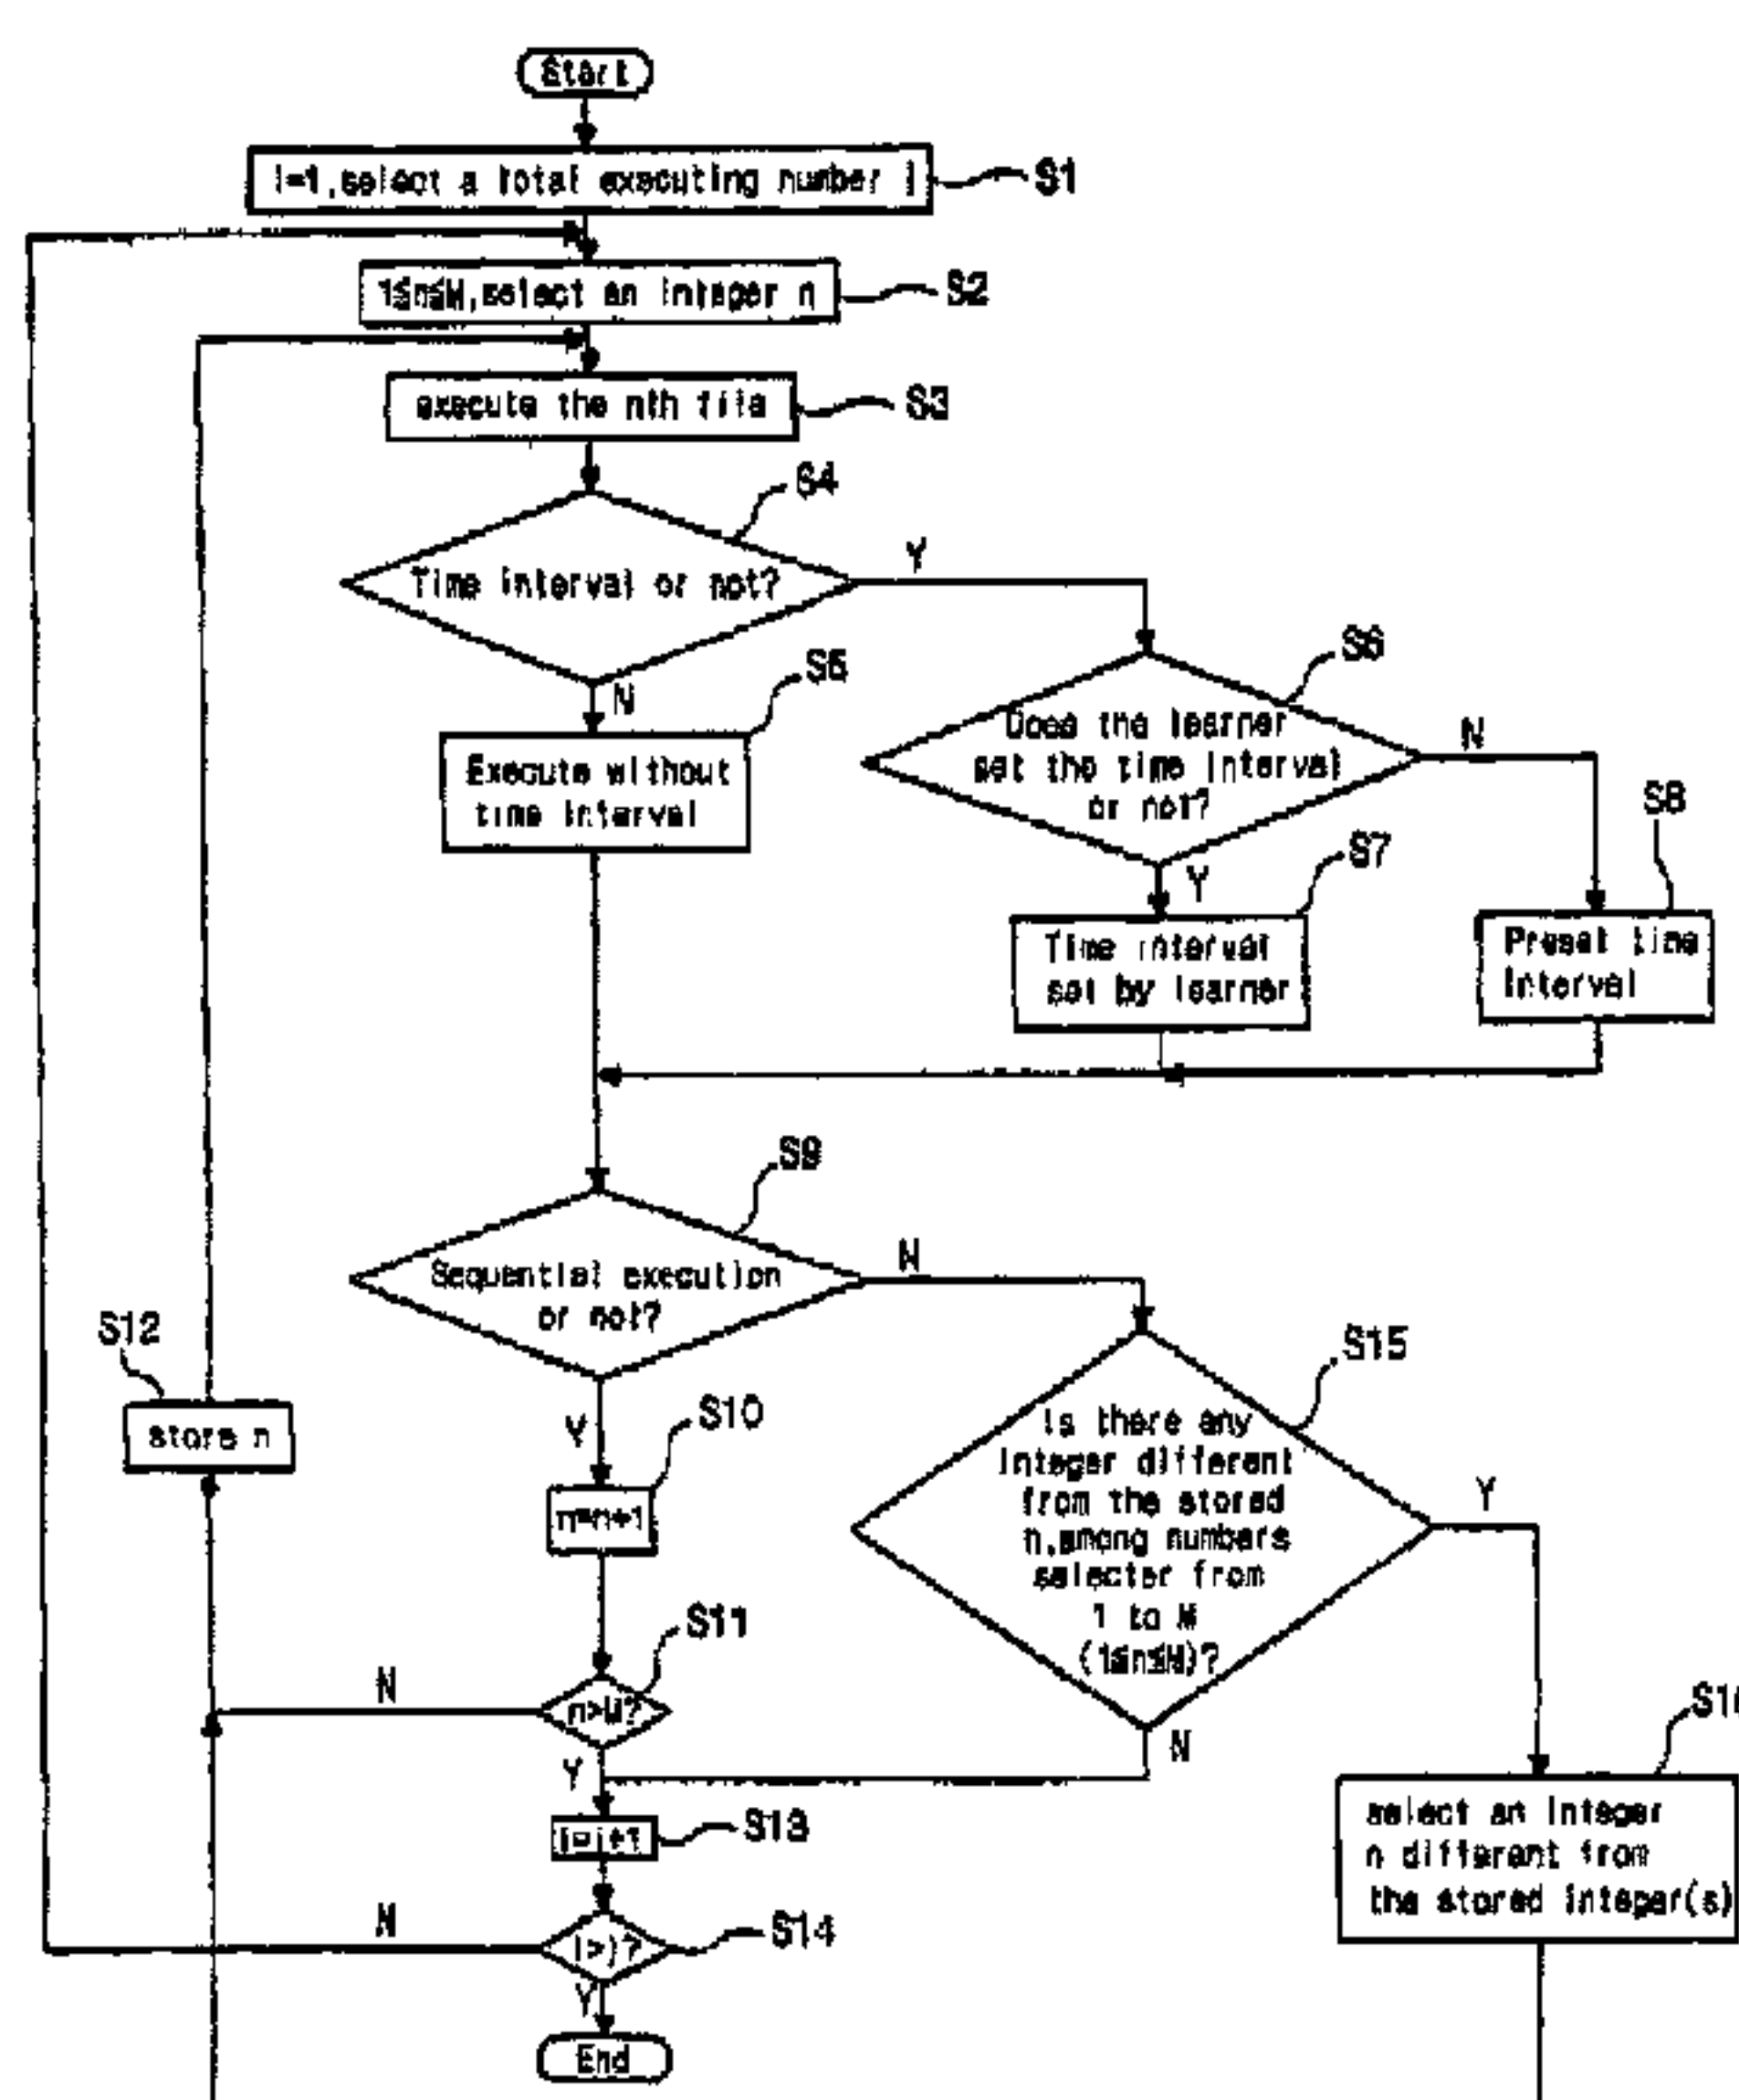 Start
i=1,select a total executing number j
S1
1≦n≦M,select an integer n
S2
execute the nth file
S3
S4
Time interval or not?
Y
N
S5
Execute without
time interval
S6
Does the learner
set the time interval
or not?
N
Y
S7
Time interval
set by learner
S8
Preset time
interval
S9
Sequential execution
or not?
N
Y
S12
store n
S10
n=n+1
S15
Is there any
integer different
from the stored
n,among numbers
selecter from
1 to M
(1≦n≦M)?
Y
N
S11
n>M?
N
Y
S13
i=i+1
select an integer
n different from
the stored integer(s)
S14
i>j?
N
Y
End